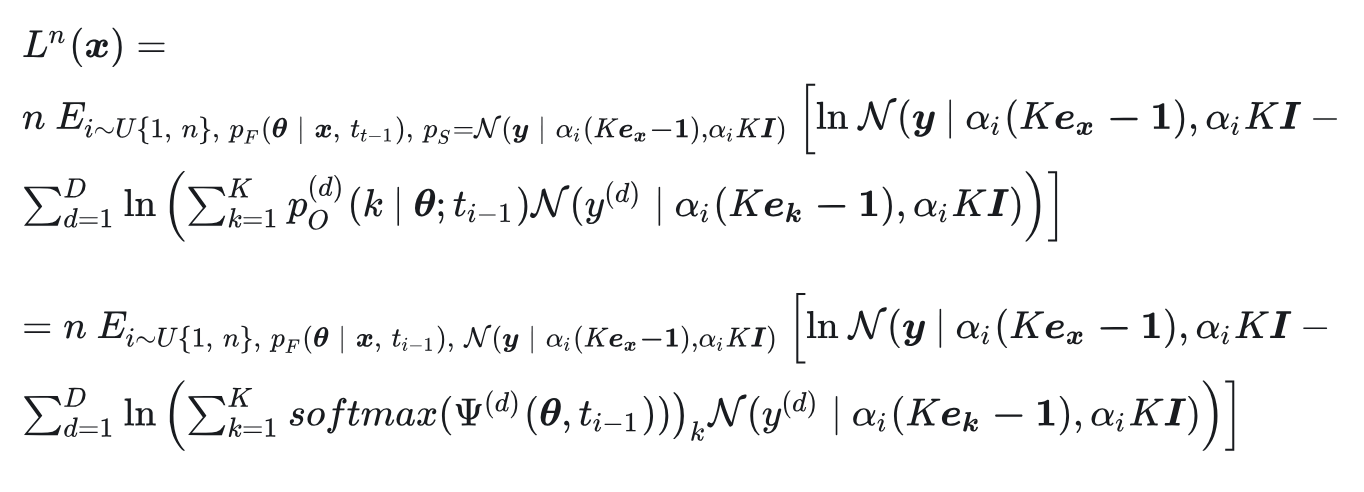 Lⁿ(𝒙) =
n E_{i∼U{1, n}, p_F(𝜽 | 𝒙, t_{t−1}), p_S=𝒩(𝒚 | α_i(K𝒆_𝒙−𝟏),α_iK𝑰)} [ln 𝒩(𝒚 | α_i(K𝒆_𝒙 − 𝟏), α_iK𝑰 −
∑_{d=1}^{D} ln (∑_{k=1}^{K} p_O^{(d)}(k | 𝜽; t_{i−1})𝒩(y^{(d)} | α_i(K𝒆_𝒌 − 𝟏), α_iK𝑰))]
= n E_{i∼U{1, n}, p_F(𝜽 | 𝒙, t_{i−1}), 𝒩(𝒚 | α_i(K𝒆_𝒙−𝟏),α_iK𝑰)} [ln 𝒩(𝒚 | α_i(K𝒆_𝒙 − 𝟏), α_iK𝑰 −
∑_{d=1}^{D} ln (∑_{k=1}^{K} softmax(Ψ^{(d)}(𝜽, t_{i−1})))_k 𝒩(y^{(d)} | α_i(K𝒆_𝒌 − 𝟏), α_iK𝑰))]